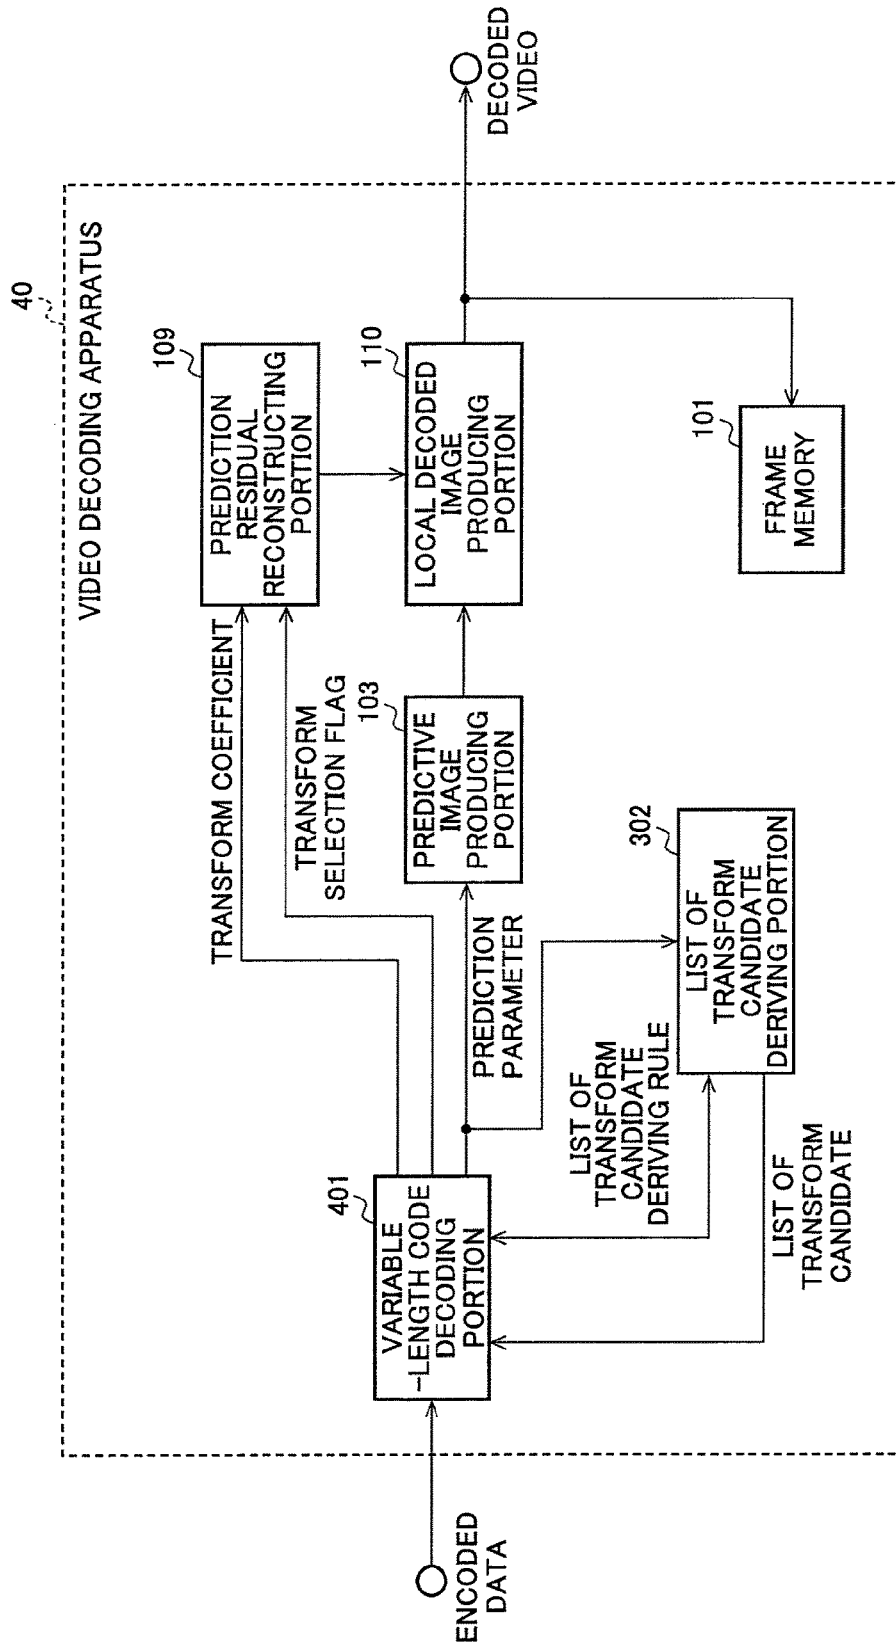 40
VIDEO DECODING APPARATUS
109
PREDICTION
RESIDUAL
RECONSTRUCTING
PORTION
TRANSFORM COEFFICIENT
TRANSFORM
SELECTION FLAG
110
LOCAL DECODED
IMAGE
PRODUCING
PORTION
DECODED
VIDEO
103
PREDICTIVE
IMAGE
PRODUCING
PORTION
401
VARIABLE
-LENGTH CODE
DECODING
PORTION
ENCODED
DATA
PREDICTION
PARAMETER
101
FRAME
MEMORY
302
LIST OF
TRANSFORM
CANDIDATE
DERIVING PORTION
LIST OF
TRANSFORM
CANDIDATE
DERIVING RULE
LIST OF
TRANSFORM
CANDIDATE